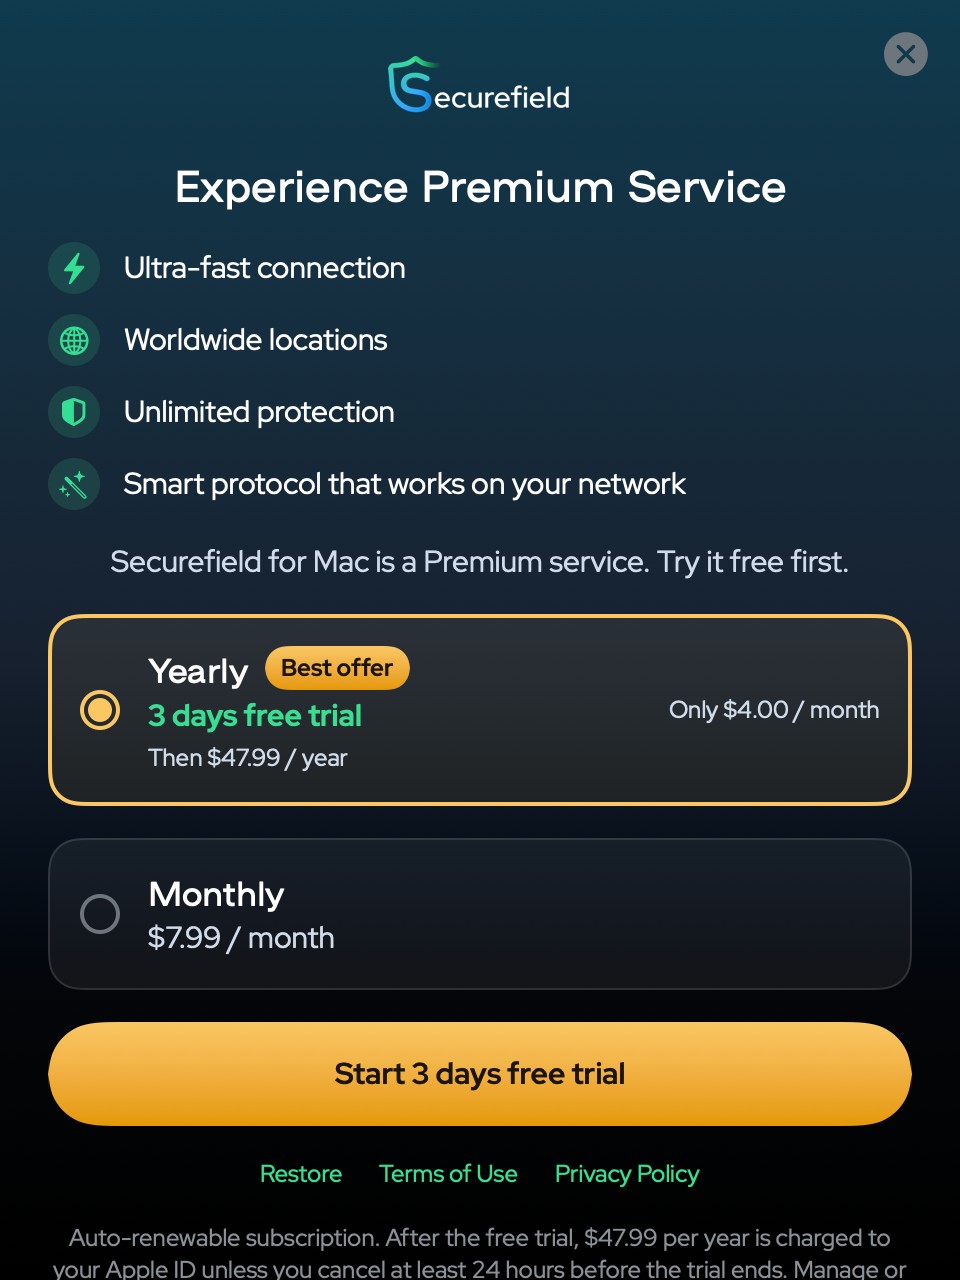 Securefield
Experience Premium Service
Ultra-fast connection
Worldwide locations
Unlimited protection
Smart protocol that works on your network
Securefield for Mac is a Premium service. Try it free first.
Yearly Best offer
3 days free trial
Only $4.00 / month
Then $47.99 / year
Monthly
$7.99 / month
Start 3 days free trial
Restore Terms of Use Privacy Policy
Auto-renewable subscription. After the free trial, $47.99 per year is charged to
your Apple ID unless you cancel at least 24 hours before the trial ends. Manage or